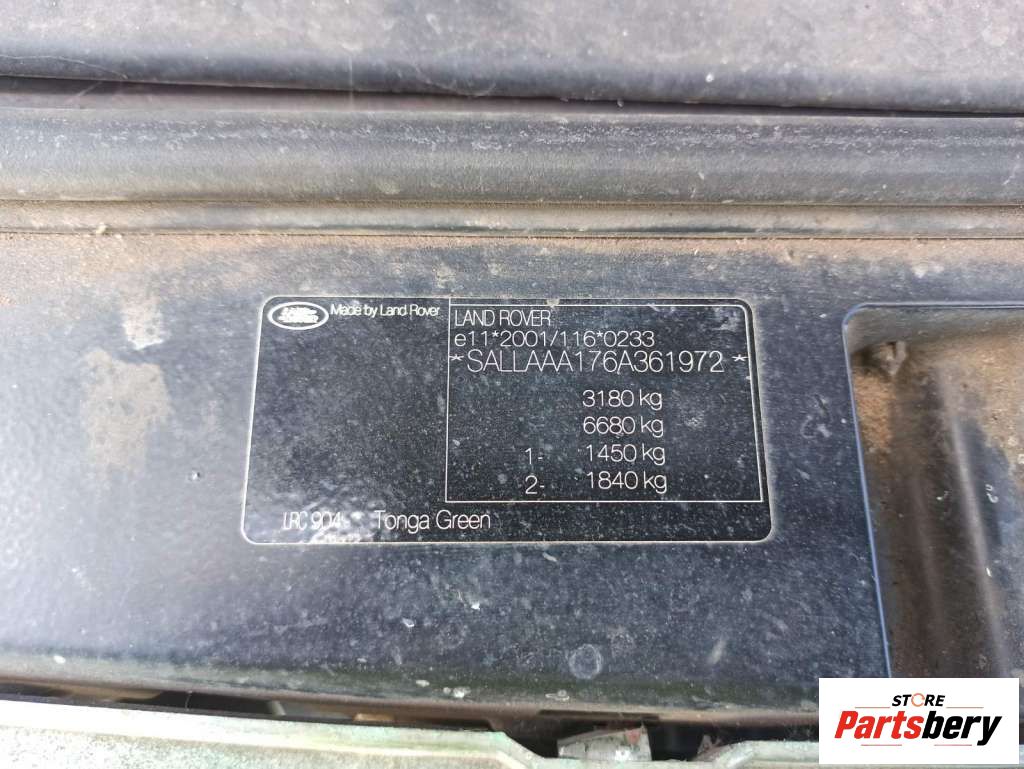 Made by Land Rover
LAND ROVER
e11*2001/116*0233
*SALLAAA176A361972*
3180 kg
6680 kg
1- 1450 kg
2- 1840 kg
LRC 904 Tonga Green
STORE
Partsbery